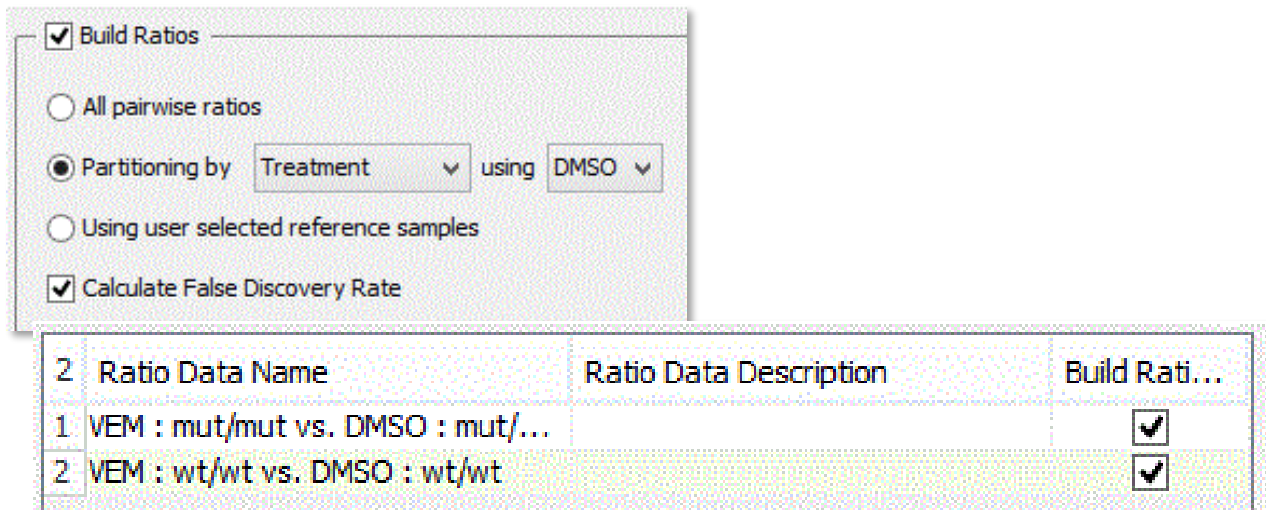 Build Ratios
All pairwise ratios
Partitioning by Treatment using DMSO
Using user selected reference samples
Calculate False Discovery Rate
2 Ratio Data Name Ratio Data Description Build Rati...
1 VEM : mut/mut vs. DMSO : mut/...
2 VEM : wt/wt vs. DMSO : wt/wt